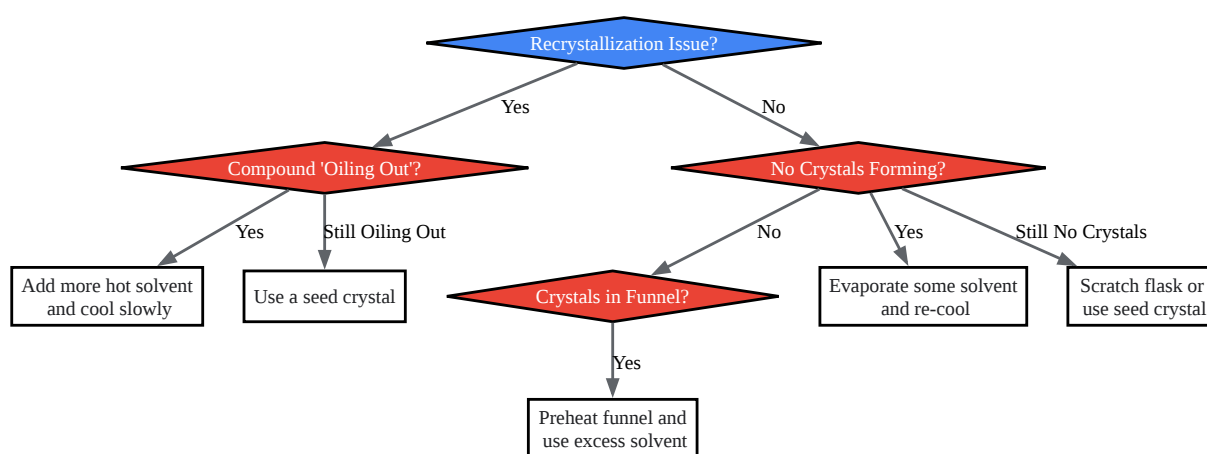 Recrystallization Issue?
Yes
No
Compound 'Oiling Out'?
No Crystals Forming?
Yes
Still Oiling Out
No
Yes
Still No Crystals
Add more hot solvent
and cool slowly
Use a seed crystal
Crystals in Funnel?
Evaporate some solvent
and re-cool
Scratch flask or
use seed crystal
Yes
Preheat funnel and
use excess solvent